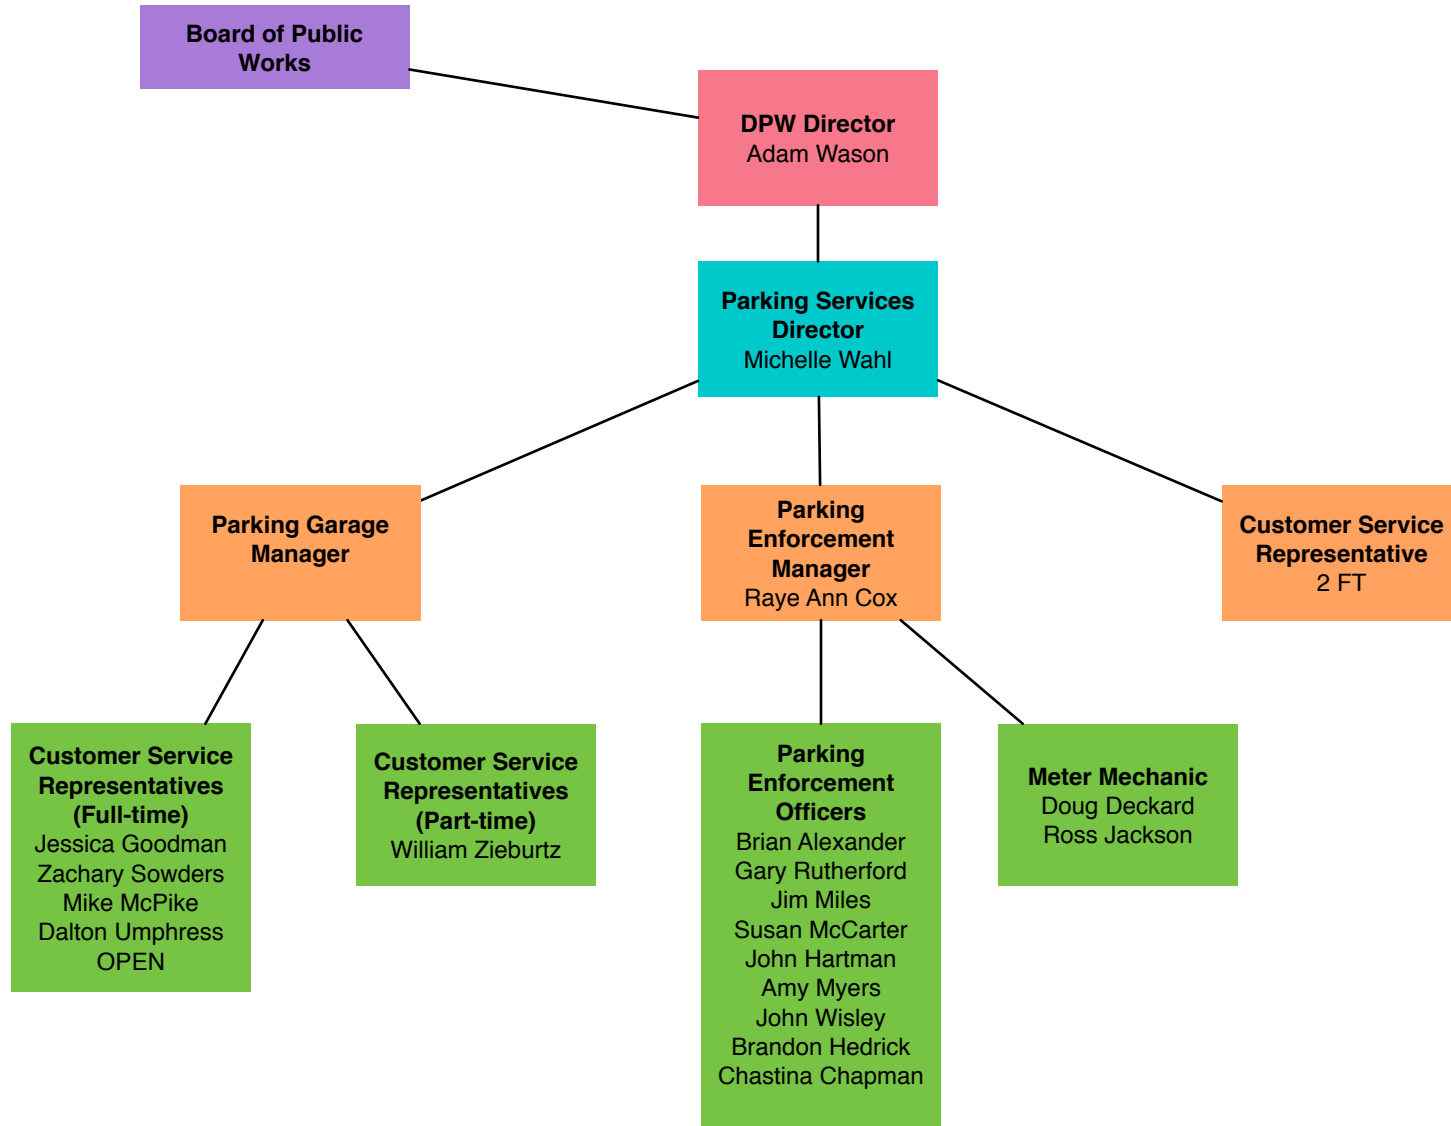 Board of Public
Works
DPW Director
Adam Wason
Parking Services
Director
Michelle Wahl
Parking Garage
Manager
Parking
Enforcement
Manager
Raye Ann Cox
Customer Service
Representative
2 FT
Customer Service
Representatives
(Full-time)
Jessica Goodman
Zachary Sowders
Mike McPike
Dalton Umphress
OPEN
Customer Service
Representatives
(Part-time)
William Zieburtz
Parking
Enforcement
Officers
Brian Alexander
Gary Rutherford
Jim Miles
Susan McCarter
John Hartman
Amy Myers
John Wisley
Brandon Hedrick
Chastina Chapman
Meter Mechanic
Doug Deckard
Ross Jackson